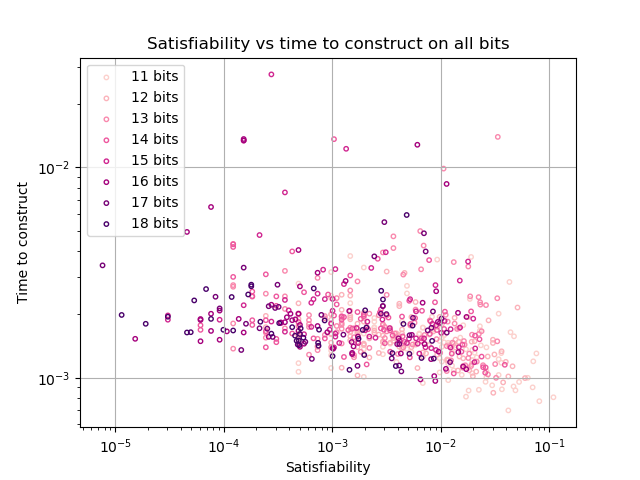 Satisfiability vs time to construct on all bits
11 bits
12 bits
13 bits
14 bits
15 bits
16 bits
17 bits
18 bits
Time to construct
10⁻²
10⁻³
10⁻⁵ 10⁻⁴ 10⁻³ 10⁻² 10⁻¹
Satisfiability